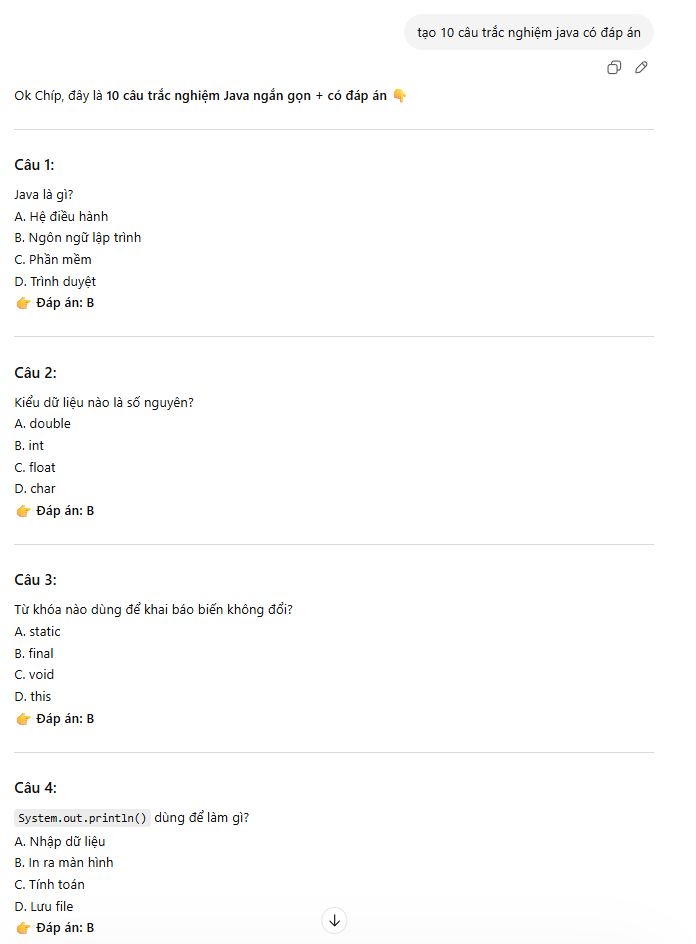 tạo 10 câu trắc nghiệm java có đáp án
Ok Chíp, đây là 10 câu trắc nghiệm Java ngắn gọn + có đáp án 👇
Câu 1:
Java là gì?
A. Hệ điều hành
B. Ngôn ngữ lập trình
C. Phần mềm
D. Trình duyệt
👉 Đáp án: B
Câu 2:
Kiểu dữ liệu nào là số nguyên?
A. double
B. int
C. float
D. char
👉 Đáp án: B
Câu 3:
Từ khóa nào dùng để khai báo biến không đổi?
A. static
B. final
C. void
D. this
👉 Đáp án: B
Câu 4:
System.out.println() dùng để làm gì?
A. Nhập dữ liệu
B. In ra màn hình
C. Tính toán
D. Lưu file
👉 Đáp án: B